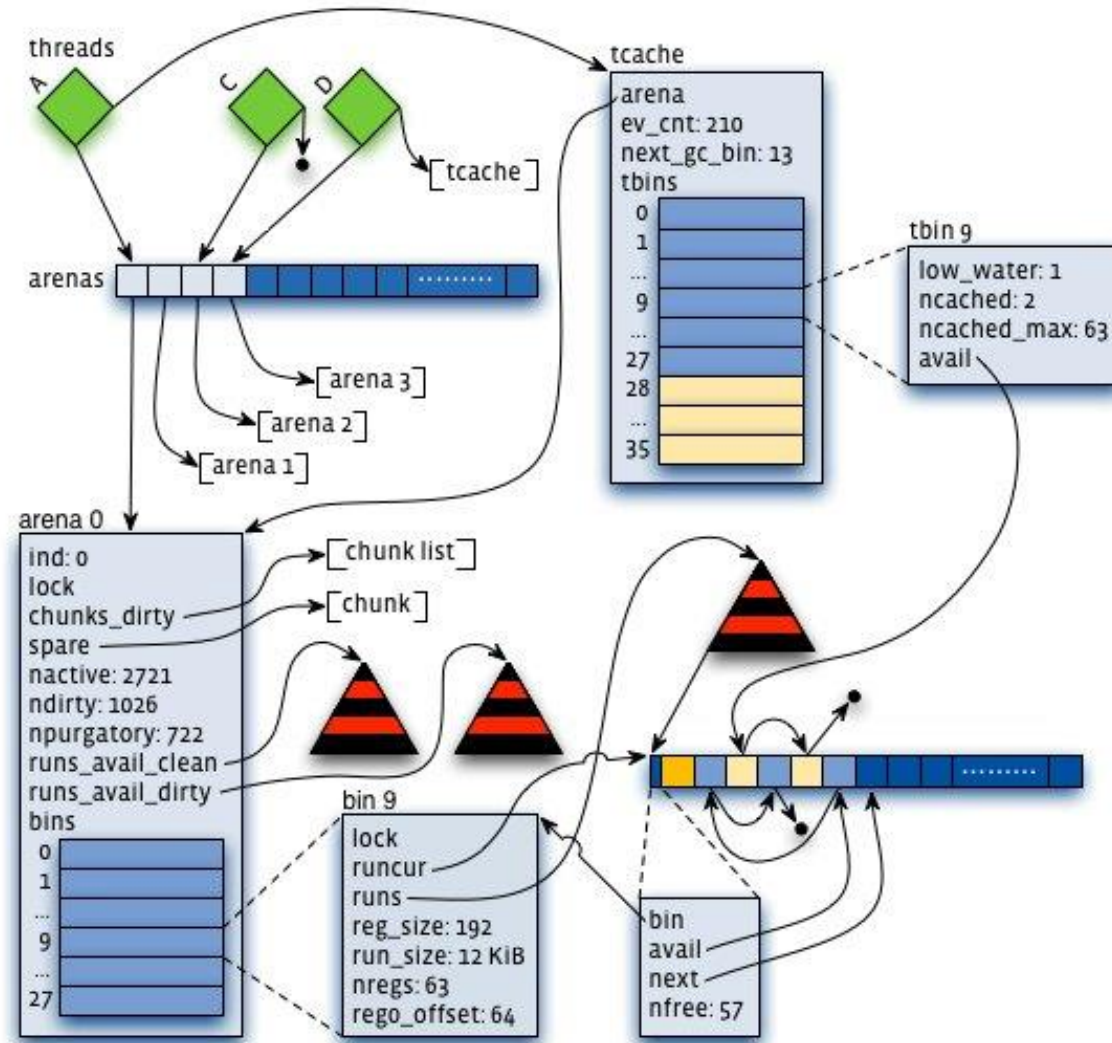 threads
A
C
D
[tcache]
arenas
.........
[arena 3]
[arena 2]
[arena 1]
tcache
arena
ev_cnt: 210
next_gc_bin: 13
tbins
0
1
...
9
...
27
28
...
35
tbin 9
low_water: 1
ncached: 2
ncached_max: 63
avail
arena 0
ind: 0
lock
chunks_dirty
spare
nactive: 2721
ndirty: 1026
npurgatory: 722
runs_avail_clean
runs_avail_dirty
bins
0
1
...
9
...
27
[chunk list]
[chunk]
bin 9
lock
runcur
runs
reg_size: 192
run_size: 12 KiB
nregs: 63
reg0_offset: 64
.........
bin
avail
next
nfree: 57